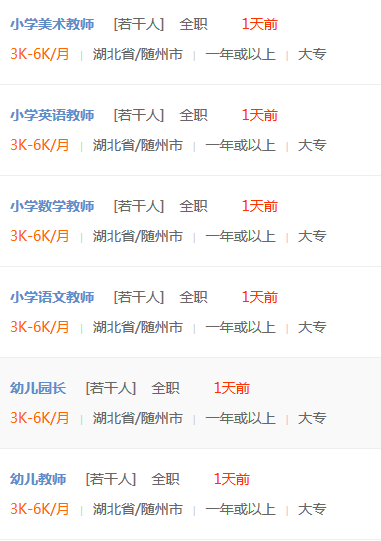 小学美术教师 [若干人] 全职 1天前
3K-6K/月 | 湖北省/随州市 | 一年或以上 | 大专
小学英语教师 [若干人] 全职 1天前
3K-6K/月 | 湖北省/随州市 | 一年或以上 | 大专
小学数学教师 [若干人] 全职 1天前
3K-6K/月 | 湖北省/随州市 | 一年或以上 | 大专
小学语文教师 [若干人] 全职 1天前
3K-6K/月 | 湖北省/随州市 | 一年或以上 | 大专
幼儿园长 [若干人] 全职 1天前
3K-6K/月 | 湖北省/随州市 | 一年或以上 | 大专
幼儿教师 [若干人] 全职 1天前
3K-6K/月 | 湖北省/随州市 | 一年或以上 | 大专